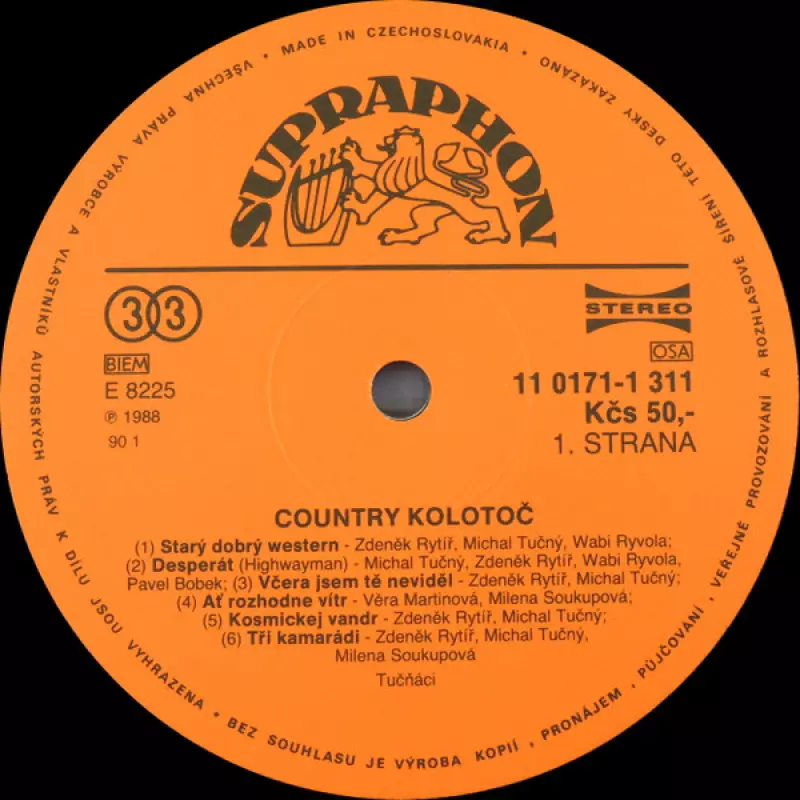 VŠECHNA PRÁVA VÝROBCE A VLASTNÍKŮ AUTORSKÝCH PRÁV K DÍLU JSOU VYHRAZENA • BEZ SOUHLASU JE VÝROBA KOPIÍ, PRONÁJEM, PŮJČOVÁNÍ, VEŘEJNÉ PROVOZOVÁNÍ A ROZHLASOVÉ ŠÍŘENÍ TÉTO DESKY ZAKÁZÁNO • MADE IN CZECHOSLOVAKIA •
SUPRAPHON
33
STEREO
BIEM
OSA
E 8225
11 0171-1 311
℗ 1988
Kčs 50,-
90 1
1. STRANA
COUNTRY KOLOTOČ
(1) Starý dobrý western - Zdeněk Rytíř, Michal Tučný, Wabi Ryvola;
(2) Desperát (Highwayman) - Michal Tučný, Zdeněk Rytíř, Wabi Ryvola,
Pavel Bobek; (3) Včera jsem tě neviděl - Zdeněk Rytíř, Michal Tučný;
(4) Ať rozhodne vítr - Věra Martinová, Milena Soukupová;
(5) Kosmickej vandr - Zdeněk Rytíř, Michal Tučný;
(6) Tři kamarádi - Zdeněk Rytíř, Michal Tučný,
Milena Soukupová
Tučňáci